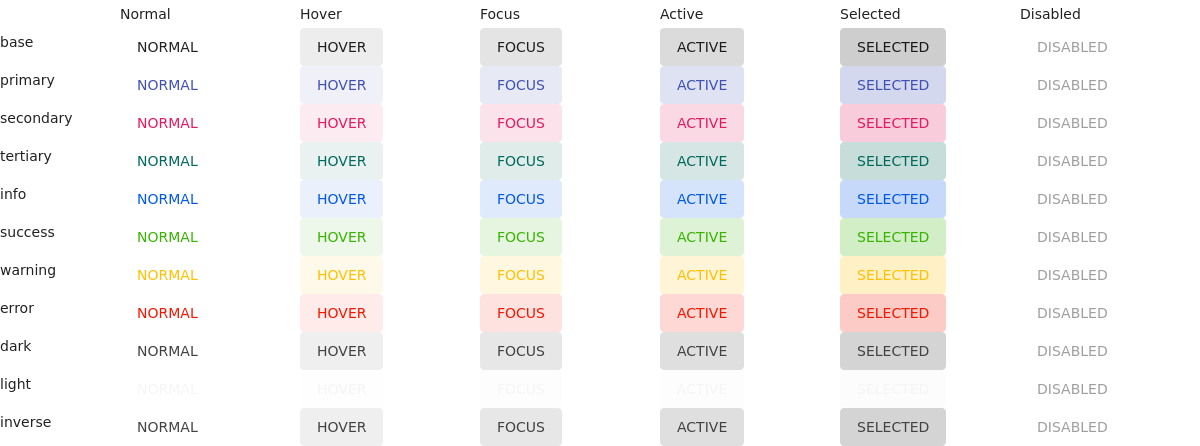 Normal Hover Focus Active Selected Disabled
base NORMAL HOVER FOCUS ACTIVE SELECTED DISABLED
primary NORMAL HOVER FOCUS ACTIVE SELECTED DISABLED
secondary NORMAL HOVER FOCUS ACTIVE SELECTED DISABLED
tertiary NORMAL HOVER FOCUS ACTIVE SELECTED DISABLED
info NORMAL HOVER FOCUS ACTIVE SELECTED DISABLED
success NORMAL HOVER FOCUS ACTIVE SELECTED DISABLED
warning NORMAL HOVER FOCUS ACTIVE SELECTED DISABLED
error NORMAL HOVER FOCUS ACTIVE SELECTED DISABLED
dark NORMAL HOVER FOCUS ACTIVE SELECTED DISABLED
light NORMAL HOVER FOCUS ACTIVE SELECTED DISABLED
inverse NORMAL HOVER FOCUS ACTIVE SELECTED DISABLED